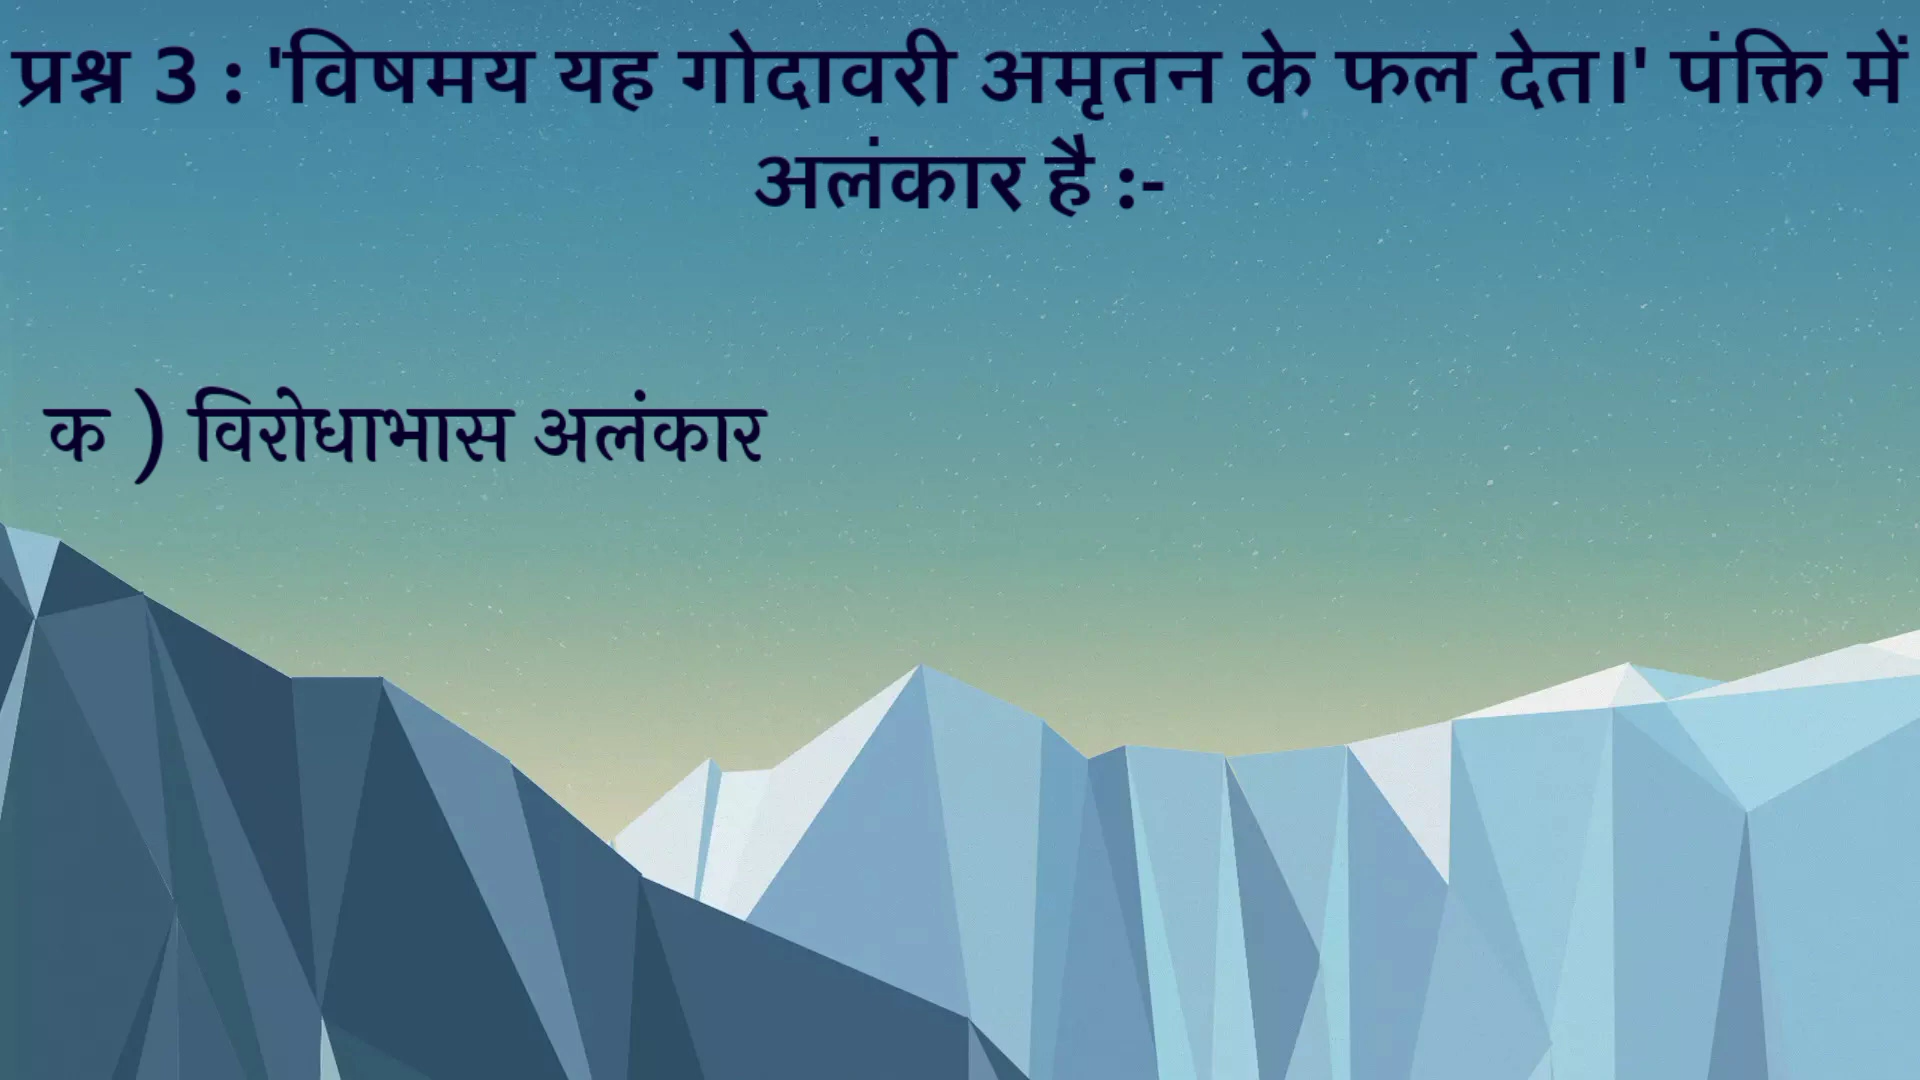 प्रश्न 3 : 'विषमय यह गोदावरी अमृतन के फल देत।' पंक्ति में
अलंकार है :-
क ) विरोधाभास अलंकार